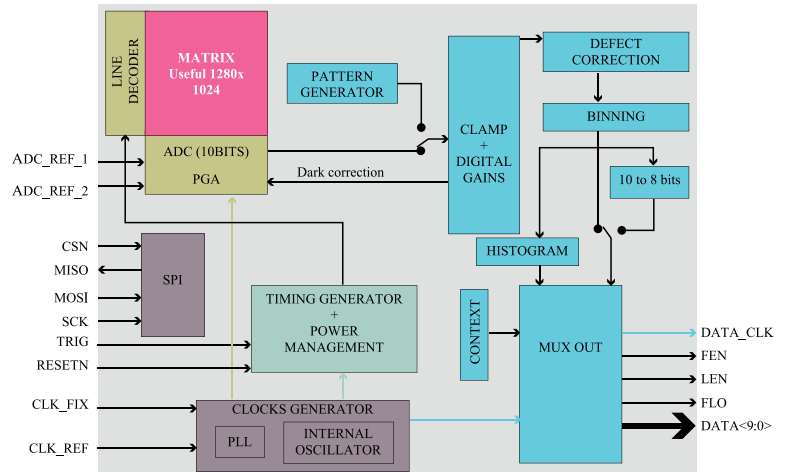 LINE
DECODER
MATRIX
Useful 1280x
1024
ADC (10BITS)
PGA
PATTERN
GENERATOR
Dark correction
CLAMP
+
DIGITAL
GAINS
DEFECT
CORRECTION
BINNING
10 to 8 bits
HISTOGRAM
ADC_REF_1
ADC_REF_2
CSN
MISO
MOSI
SCK
TRIG
RESETN
CLK_FIX
CLK_REF
SPI
TIMING GENERATOR
+
POWER
MANAGEMENT
CONTEXT
MUX OUT
CLOCKS GENERATOR
PLL
INTERNAL
OSCILLATOR
DATA_CLK
FEN
LEN
FLO
DATA<9:0>